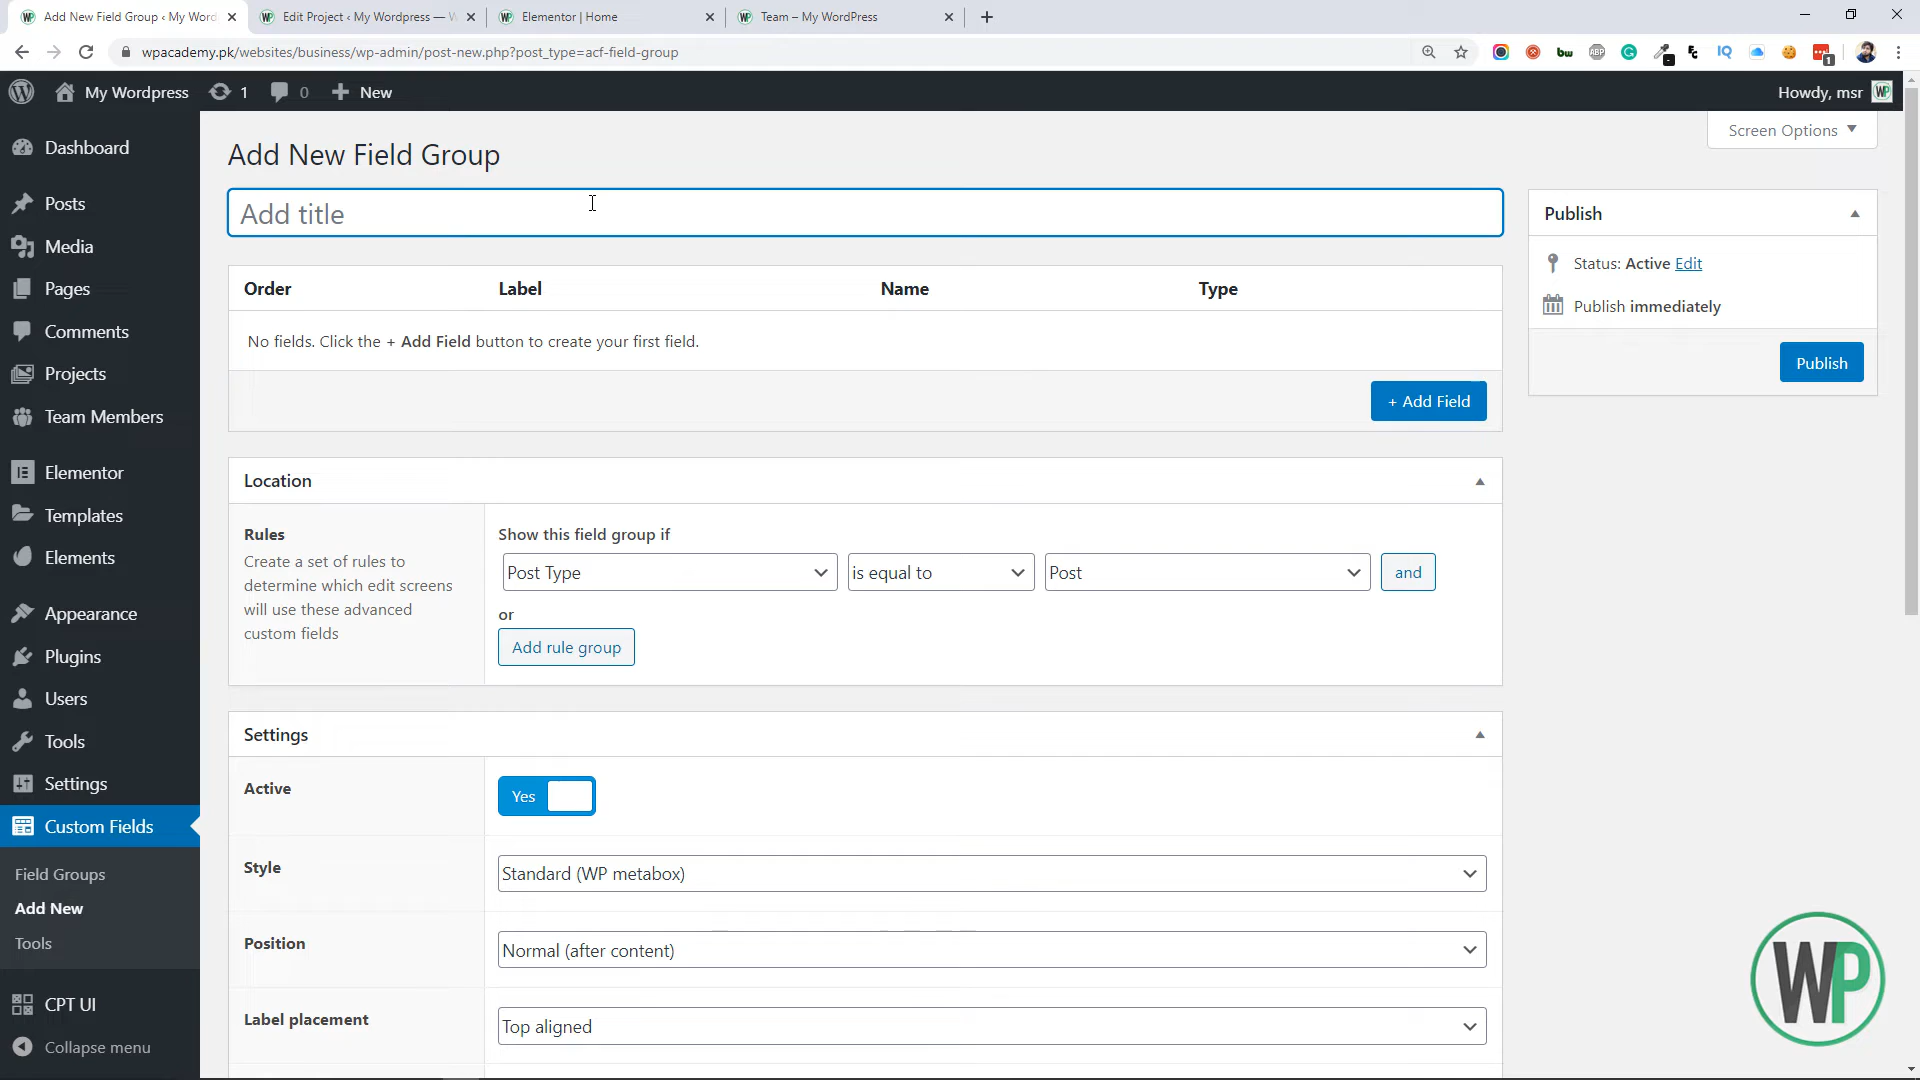 Add New Field Group ‹ My Word
Edit Project ‹ My Wordpress — W
Elementor | Home
Team – My WordPress
wpacademy.pk/websites/business/wp-admin/post-new.php?post_type=acf-field-group
My Wordpress
1
0
New
Howdy, msr
Screen Options
Dashboard
Posts
Media
Pages
Comments
Projects
Team Members
Elementor
Templates
Elements
Appearance
Plugins
Users
Tools
Settings
Custom Fields
Field Groups
Add New
Tools
CPT UI
Collapse menu
Add New Field Group
Add title
Order Label Name Type
No fields. Click the + Add Field button to create your first field.
+ Add Field
Location
Rules
Create a set of rules to
determine which edit screens
will use these advanced
custom fields
Show this field group if
Post Type is equal to Post and
or
Add rule group
Settings
Active
Yes
Style
Standard (WP metabox)
Position
Normal (after content)
Label placement
Top aligned
Publish
Status: Active Edit
Publish immediately
Publish
WP